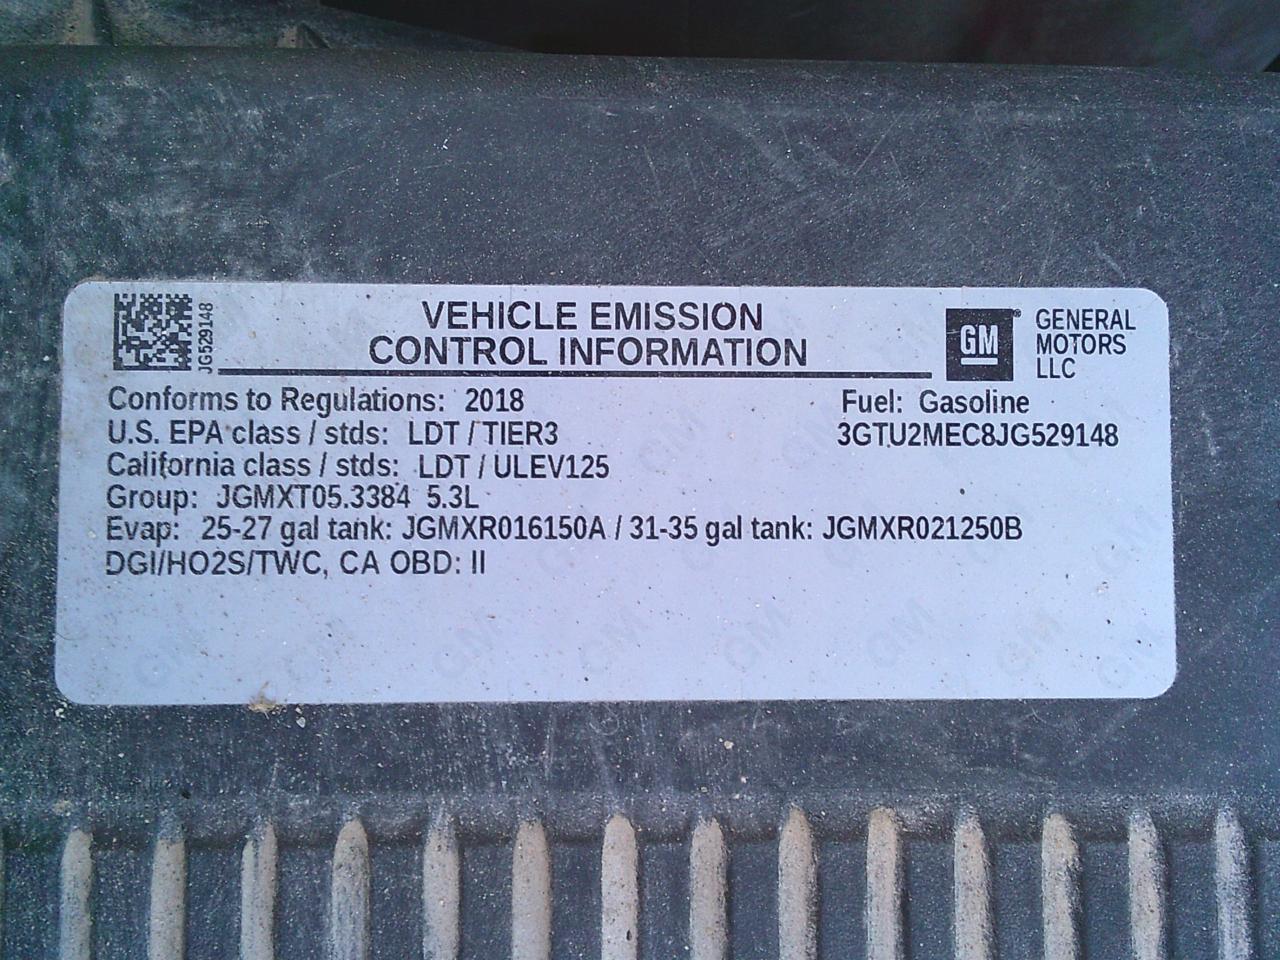 JG529148
VEHICLE EMISSION
CONTROL INFORMATION
GM
GENERAL
MOTORS
LLC
Conforms to Regulations: 2018
Fuel: Gasoline
U.S. EPA class / stds: LDT / TIER3
3GTU2MEC8JG529148
California class / stds: LDT / ULEV125
Group: JGMXT05.3384 5.3L
Evap: 25-27 gal tank: JGMXR016150A / 31-35 gal tank: JGMXR021250B
DGI/HO2S/TWC, CA OBD: II